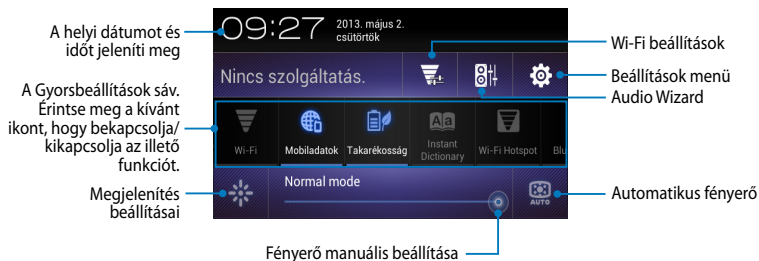 A helyi dátumot és
időt jeleníti meg
09:27
2013. május 2.
csütörtök
Wi-Fi beállítások
Nincs szolgáltatás.
Beállítások menü
Audio Wizard
A Gyorsbeállítások sáv.
Érintse meg a kívánt
ikont, hogy bekapcsolja/
kikapcsolja az illető
funkciót.
Wi-Fi
Mobiladatok
Takarékosság
Aa
Instant
Dictionary
Wi-Fi Hotspot
Blu
Megjelenítés
beállításai
Normal mode
AUTO
Automatikus fényerő
Fényerő manuális beállítása